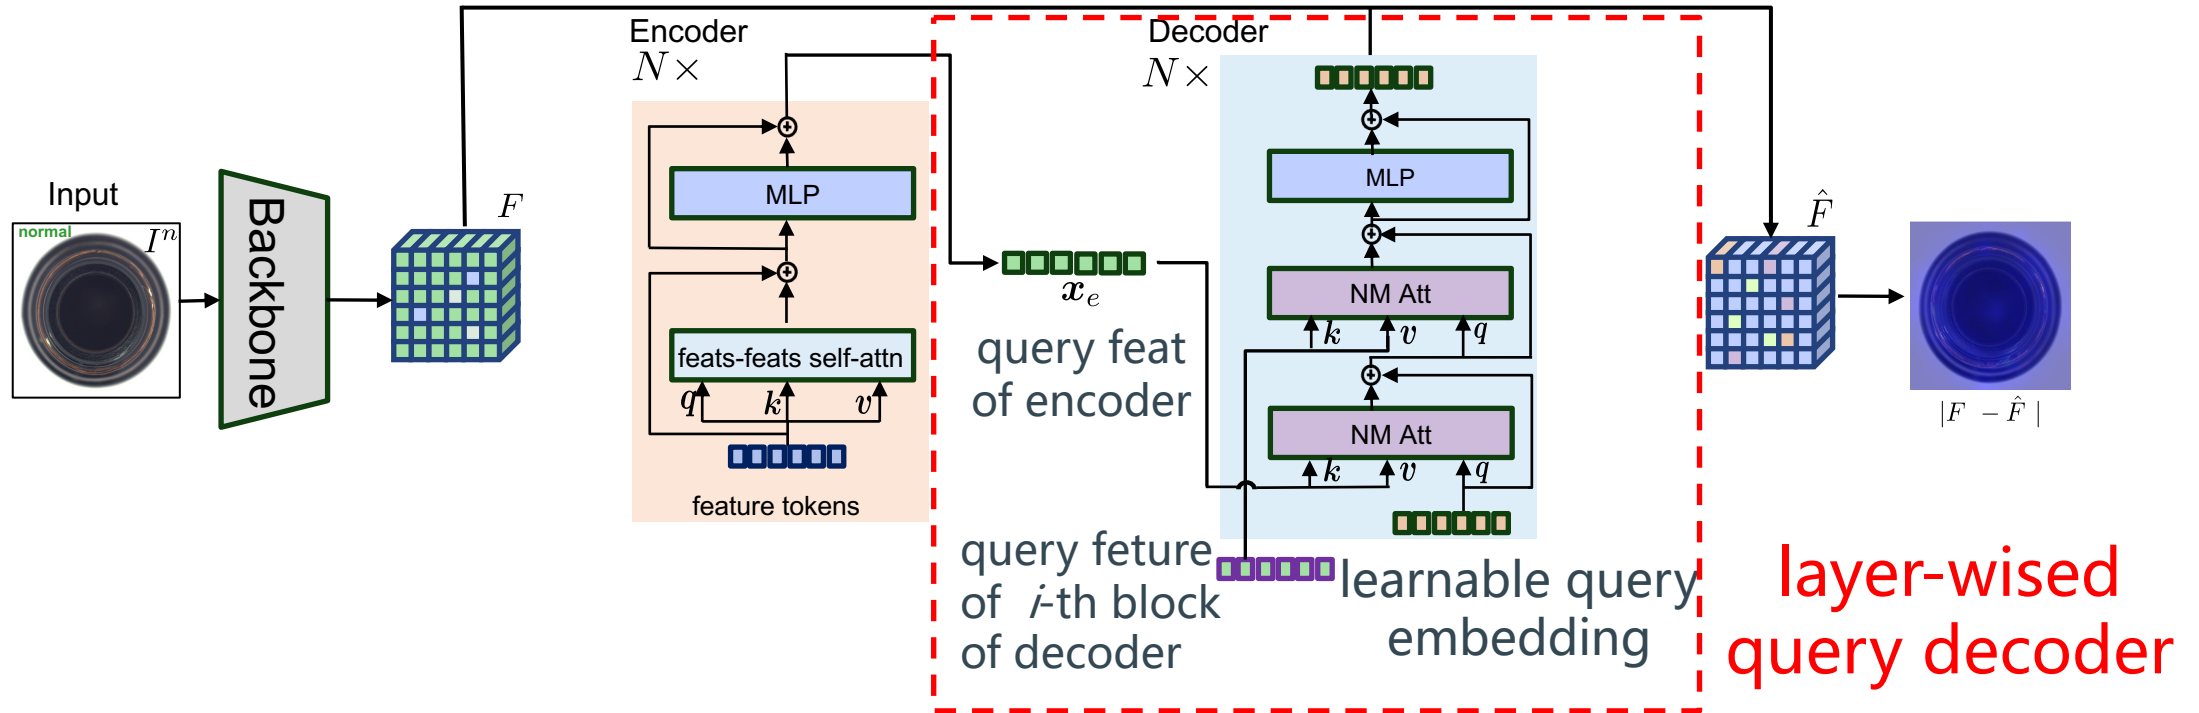 Input
normal
Iⁿ
Backbone
F
Encoder
N×
MLP
feats-feats self-attn
q k v
feature tokens
x_e
query feat
of encoder
query feture
of i-th block
of decoder
Decoder
N×
MLP
NM Att
k v q
NM Att
k v q
learnable query
embedding
F̂
|F − F̂ |
layer-wised
query decoder